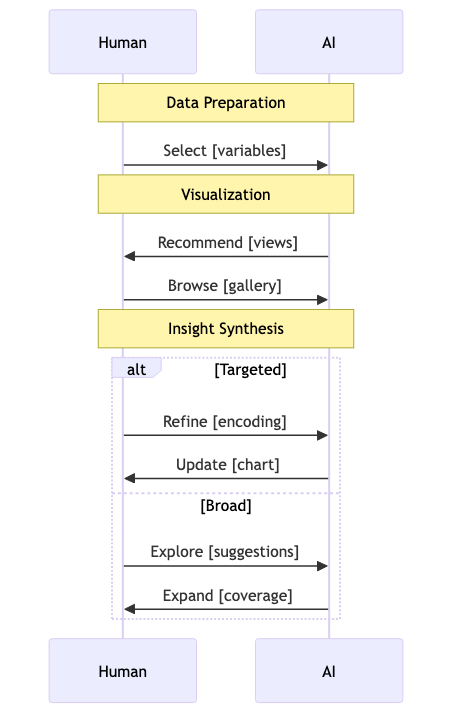 Human
AI
Data Preparation
Select [variables]
Visualization
Recommend [views]
Browse [gallery]
Insight Synthesis
alt
[Targeted]
Refine [encoding]
Update [chart]
[Broad]
Explore [suggestions]
Expand [coverage]
Human
AI